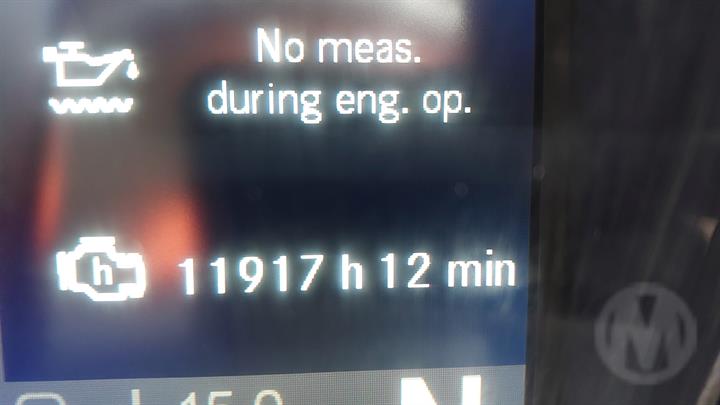 No meas.
during eng. op.
h 11917 h 12 min
N
M